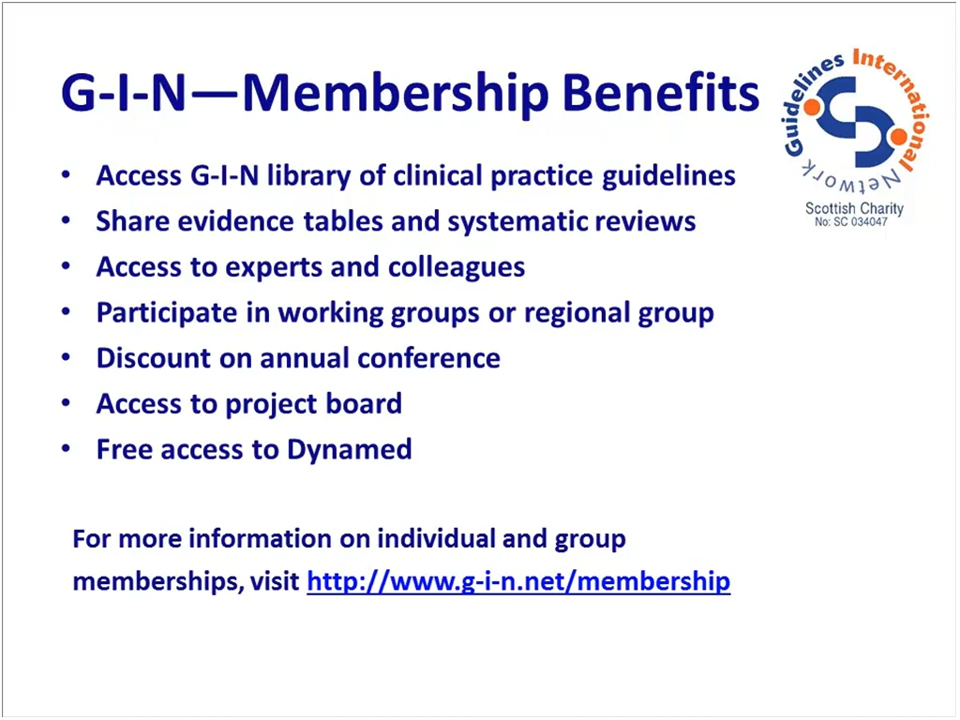 G-I-N—Membership Benefits
Guidelines International Network
Scottish Charity
No: SC 034047
• Access G-I-N library of clinical practice guidelines
• Share evidence tables and systematic reviews
• Access to experts and colleagues
• Participate in working groups or regional group
• Discount on annual conference
• Access to project board
• Free access to Dynamed
For more information on individual and group
memberships, visit http://www.g-i-n.net/membership